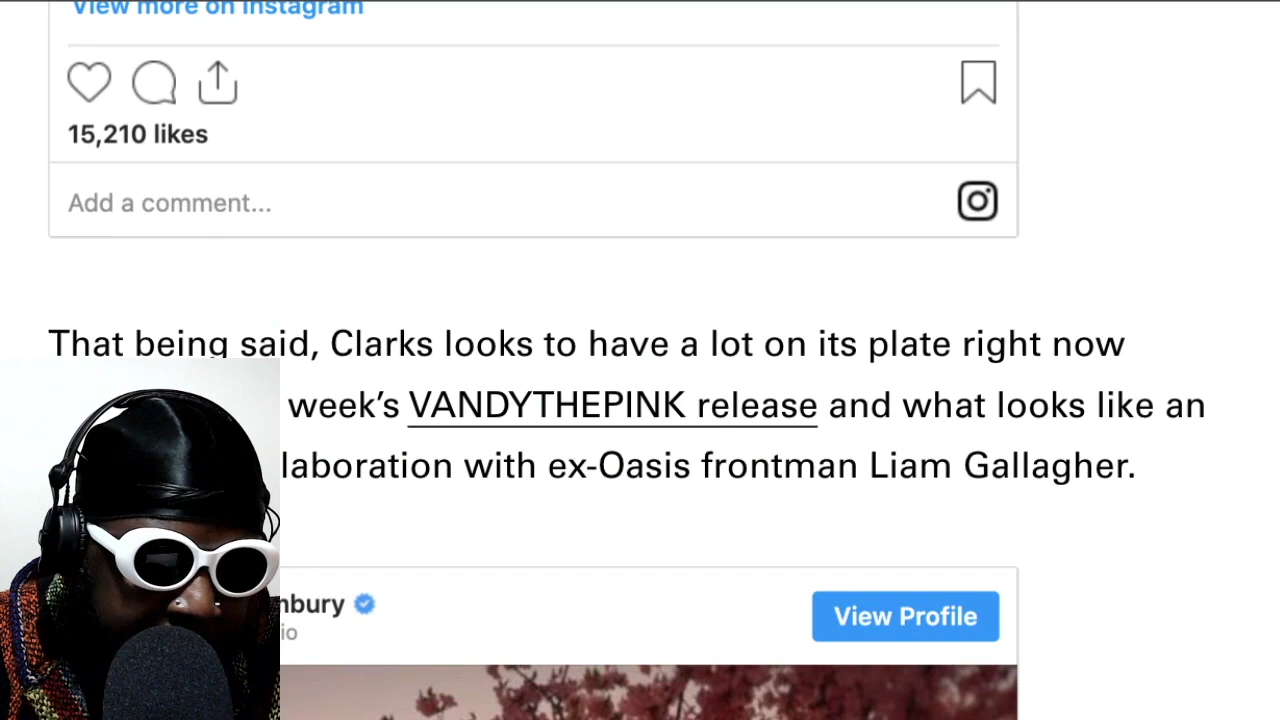 View more on Instagram
15,210 likes
Add a comment...
That being said, Clarks looks to have a lot on its plate right now
week’s VANDYTHEPINK release and what looks like an
laboration with ex-Oasis frontman Liam Gallagher.
nbury
View Profile
io